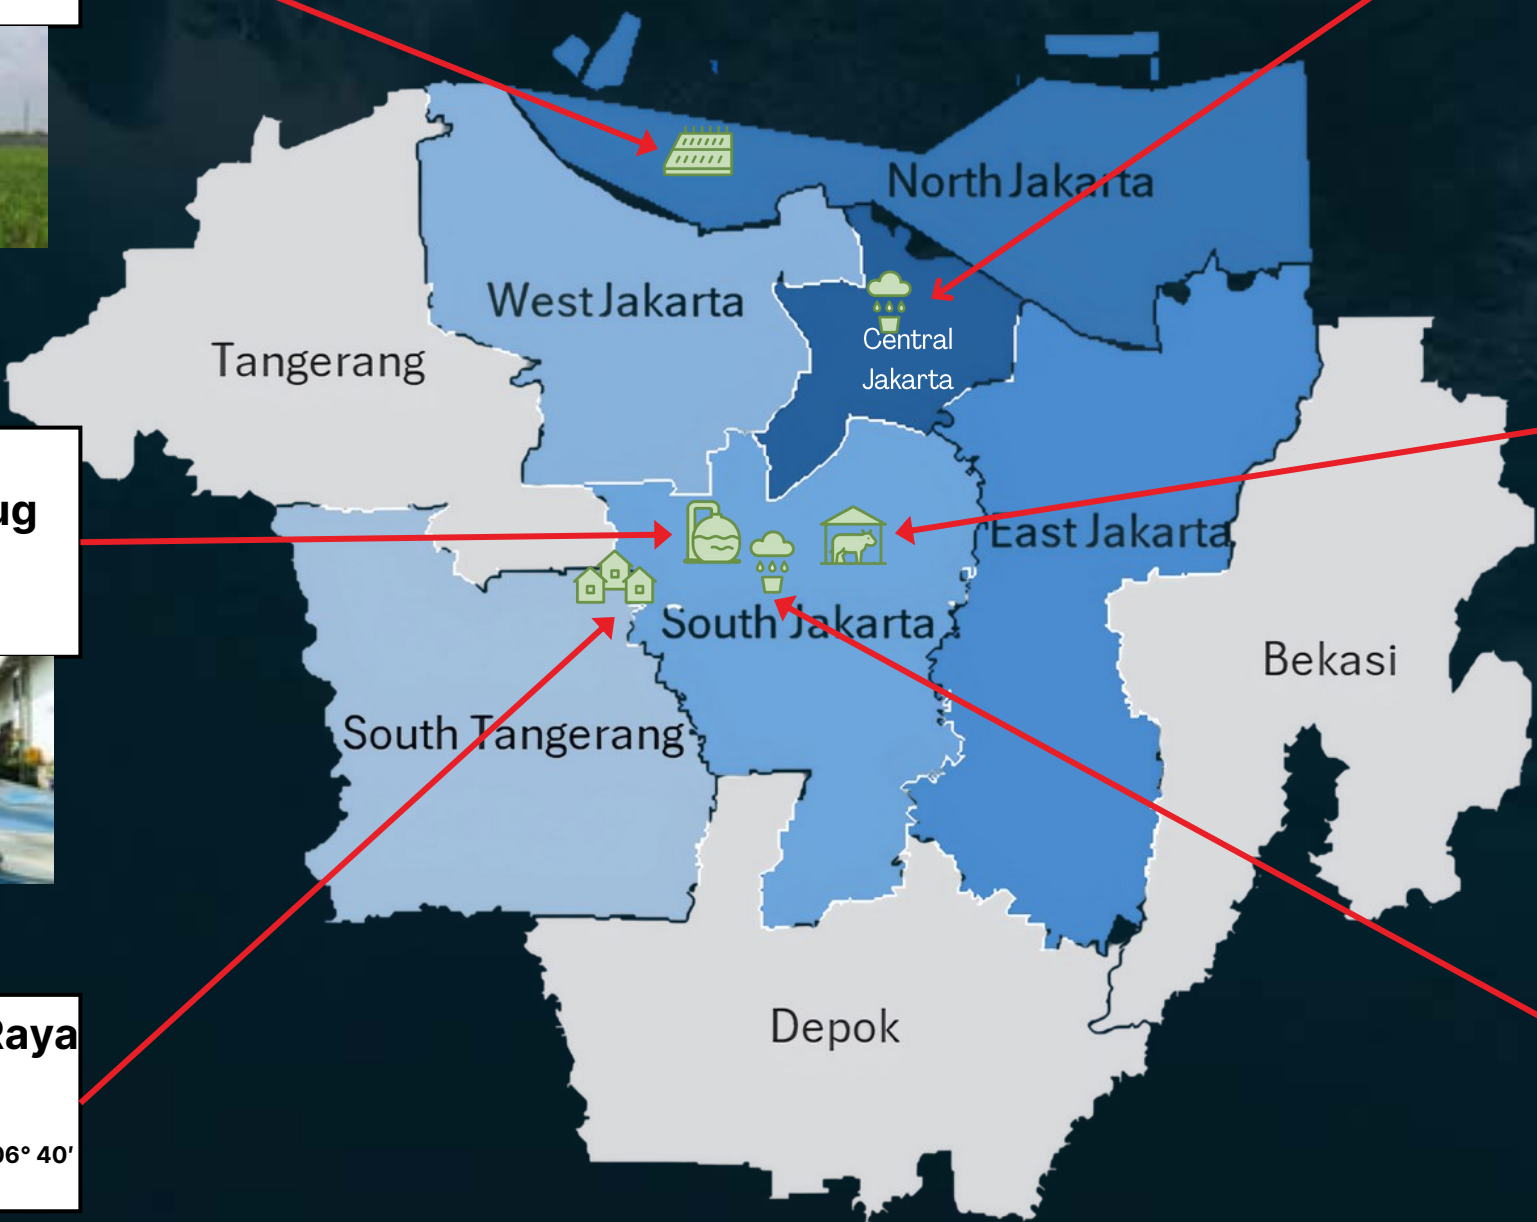 North Jakarta
West Jakarta
Central
Jakarta
Tangerang
ug
East Jakarta
South Jakarta
Bekasi
South Tangerang
Depok
Raya
06° 40'